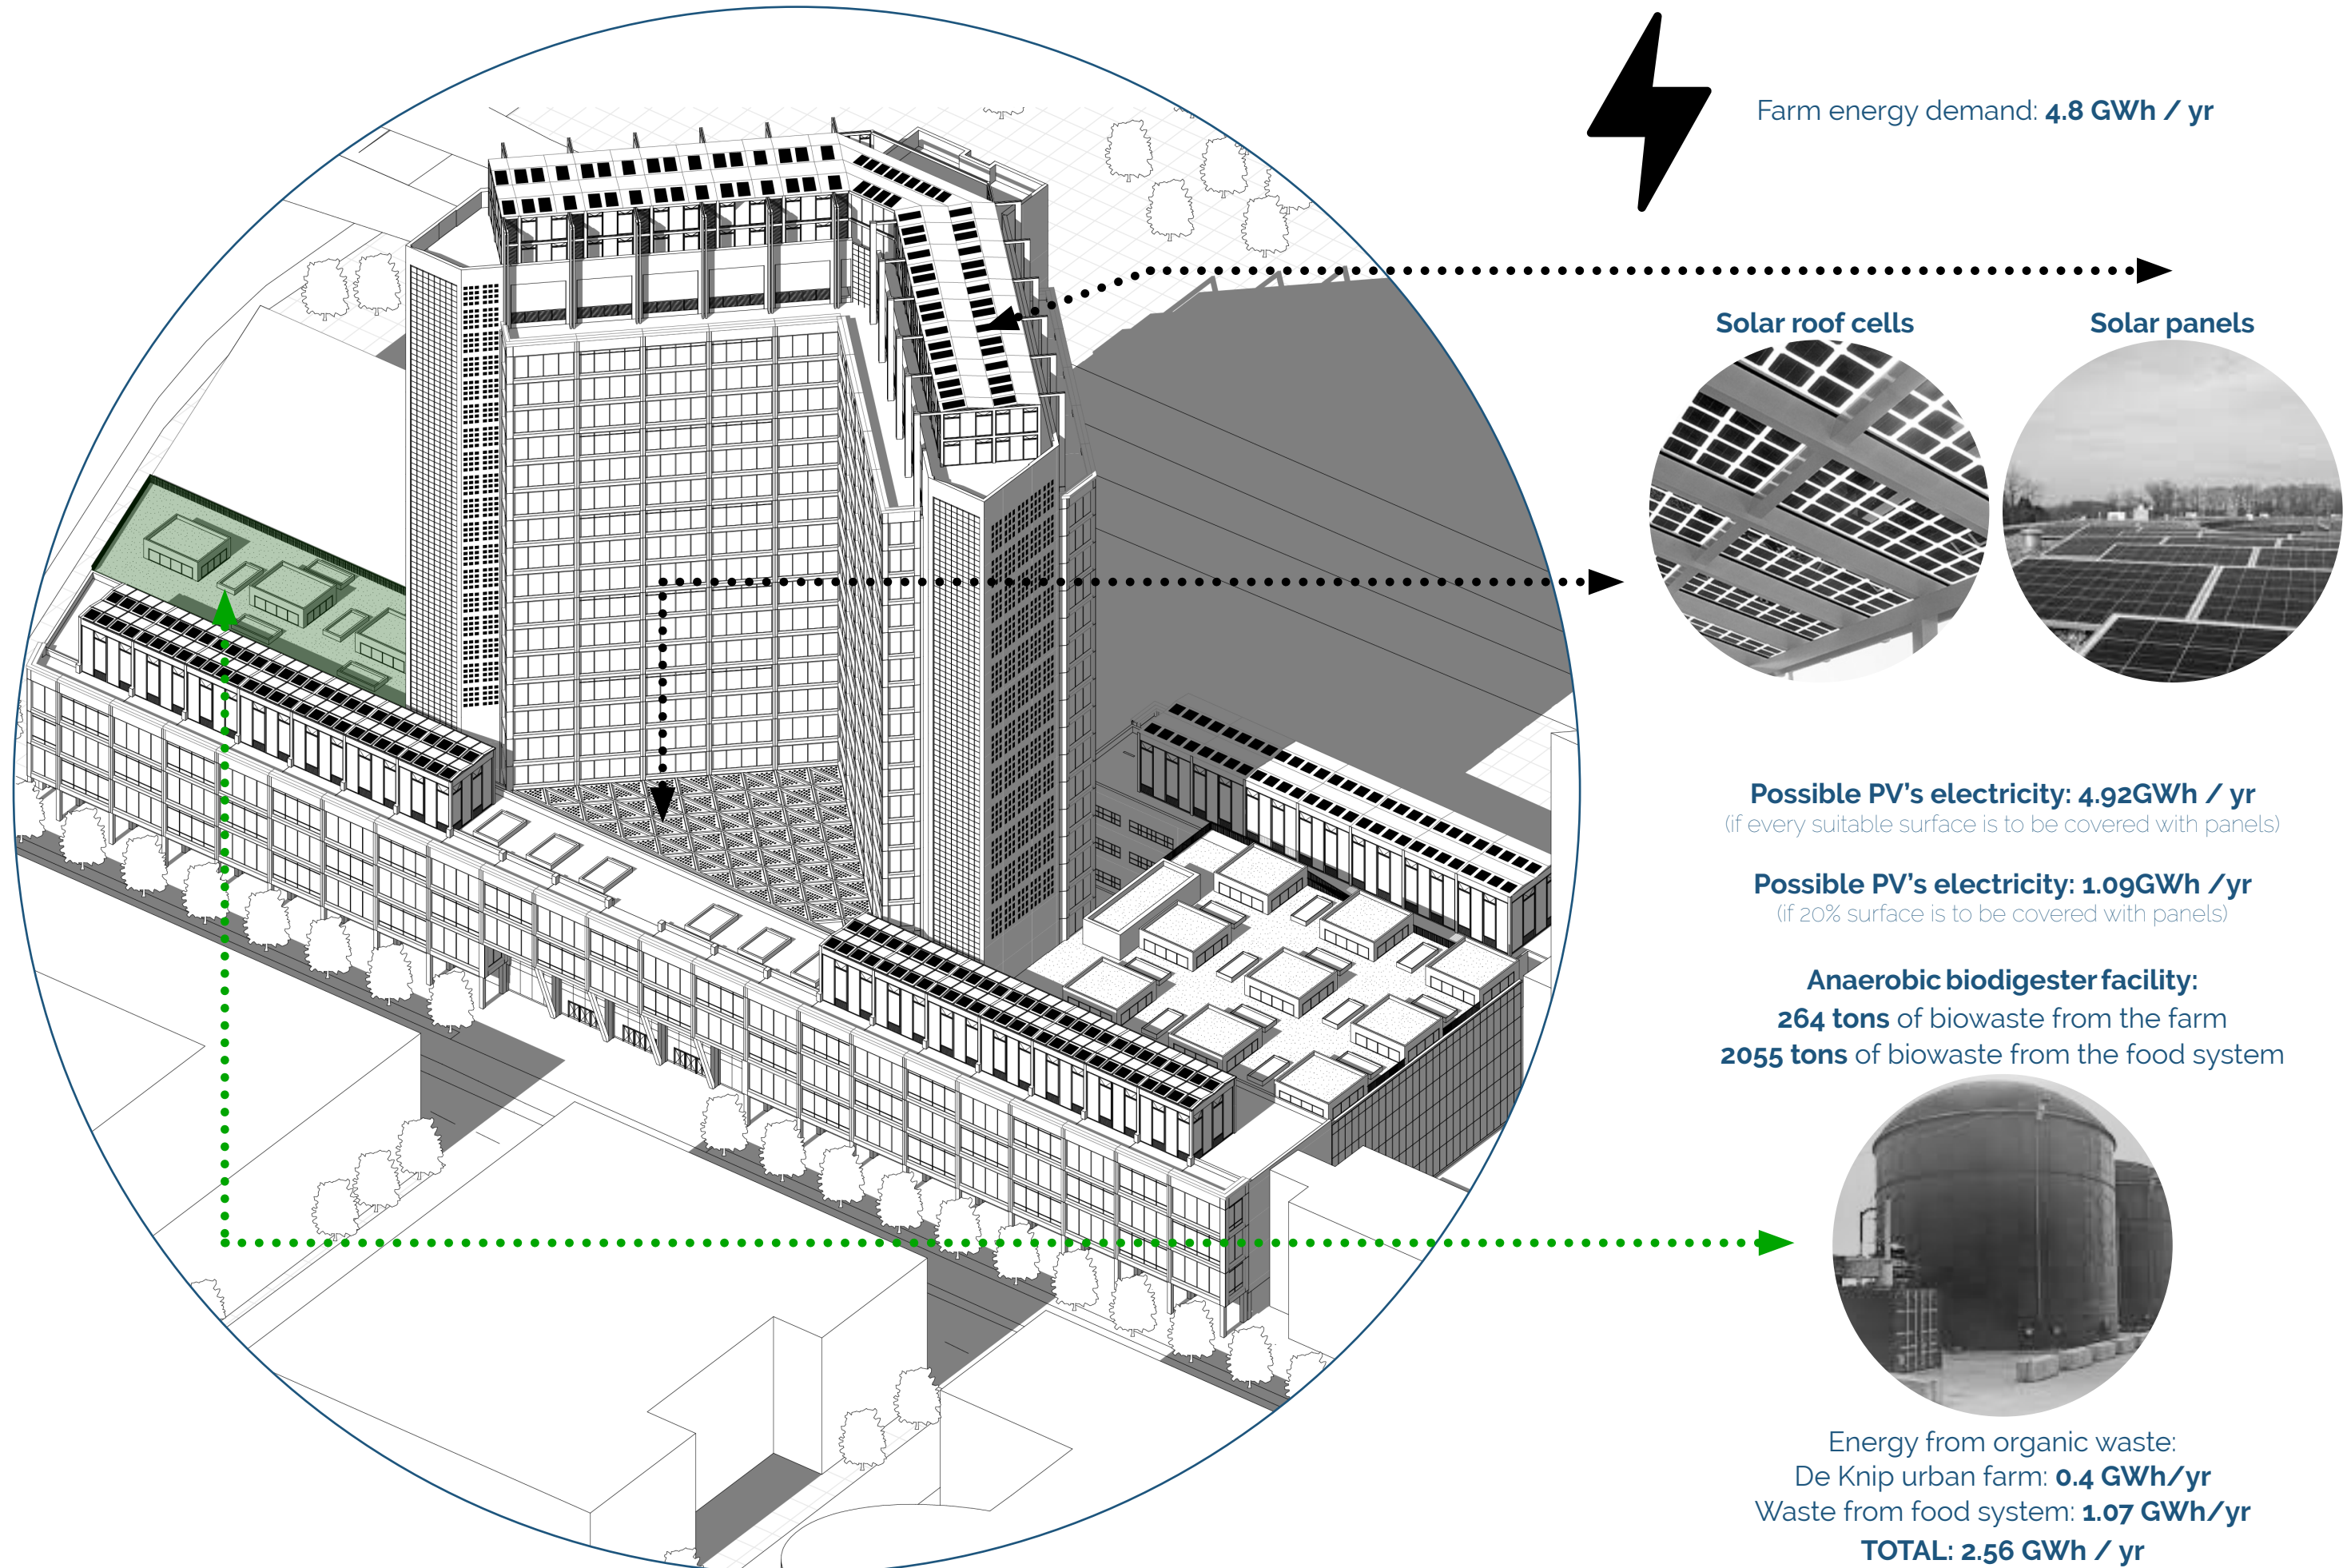 Farm energy demand: 4.8 GWh / yr
Solar roof cells
Solar panels
Possible PV's electricity: 4.92GWh / yr
(if every suitable surface is to be covered with panels)
Possible PV's electricity: 1.09GWh /yr
(if 20% surface is to be covered with panels)
Anaerobic biodigester facility:
264 tons of biowaste from the farm
2055 tons of biowaste from the food system
Energy from organic waste:
De Knip urban farm: 0.4 GWh/yr
Waste from food system: 1.07 GWh/yr
TOTAL: 2.56 GWh / yr